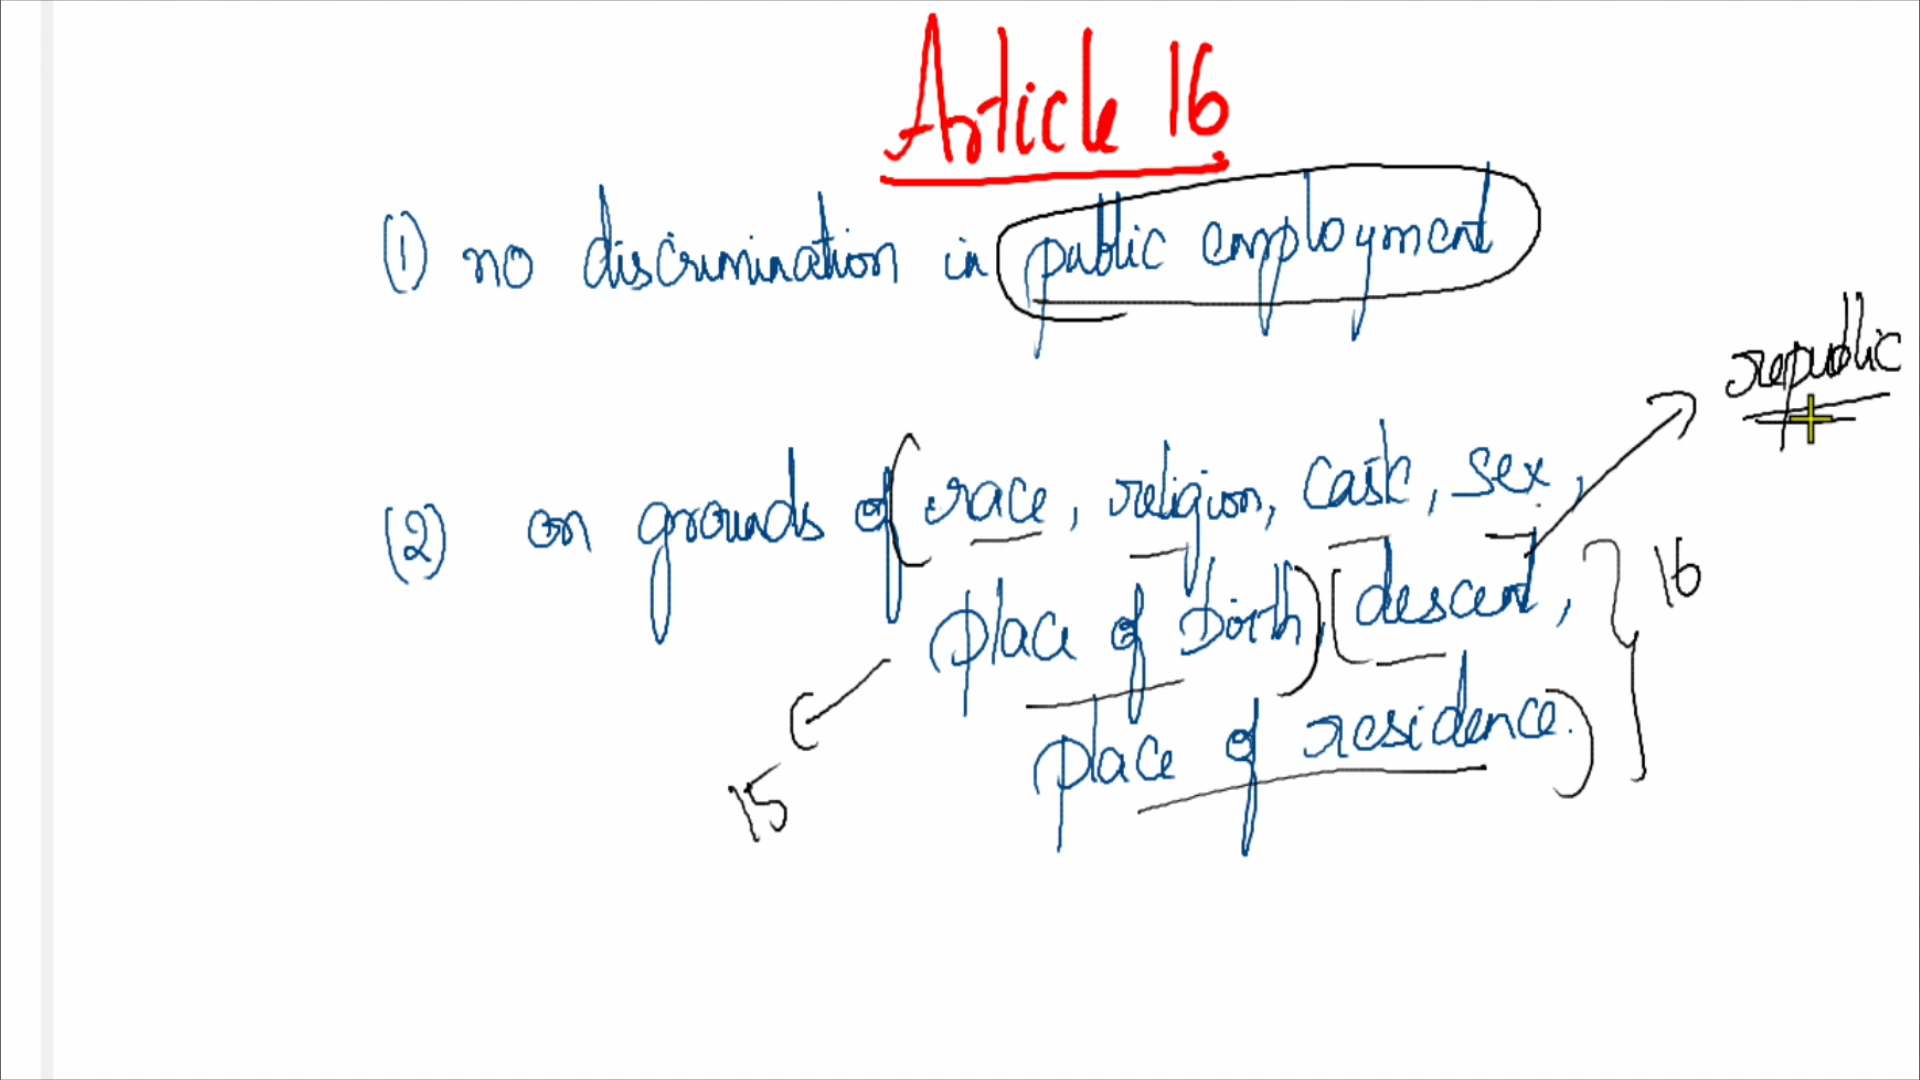 Article 16
(1) no discrimination in public employment
republic
(2) on grounds of (race, religion, caste, sex,
place of birth), (descent,
16
place of residence.)
15